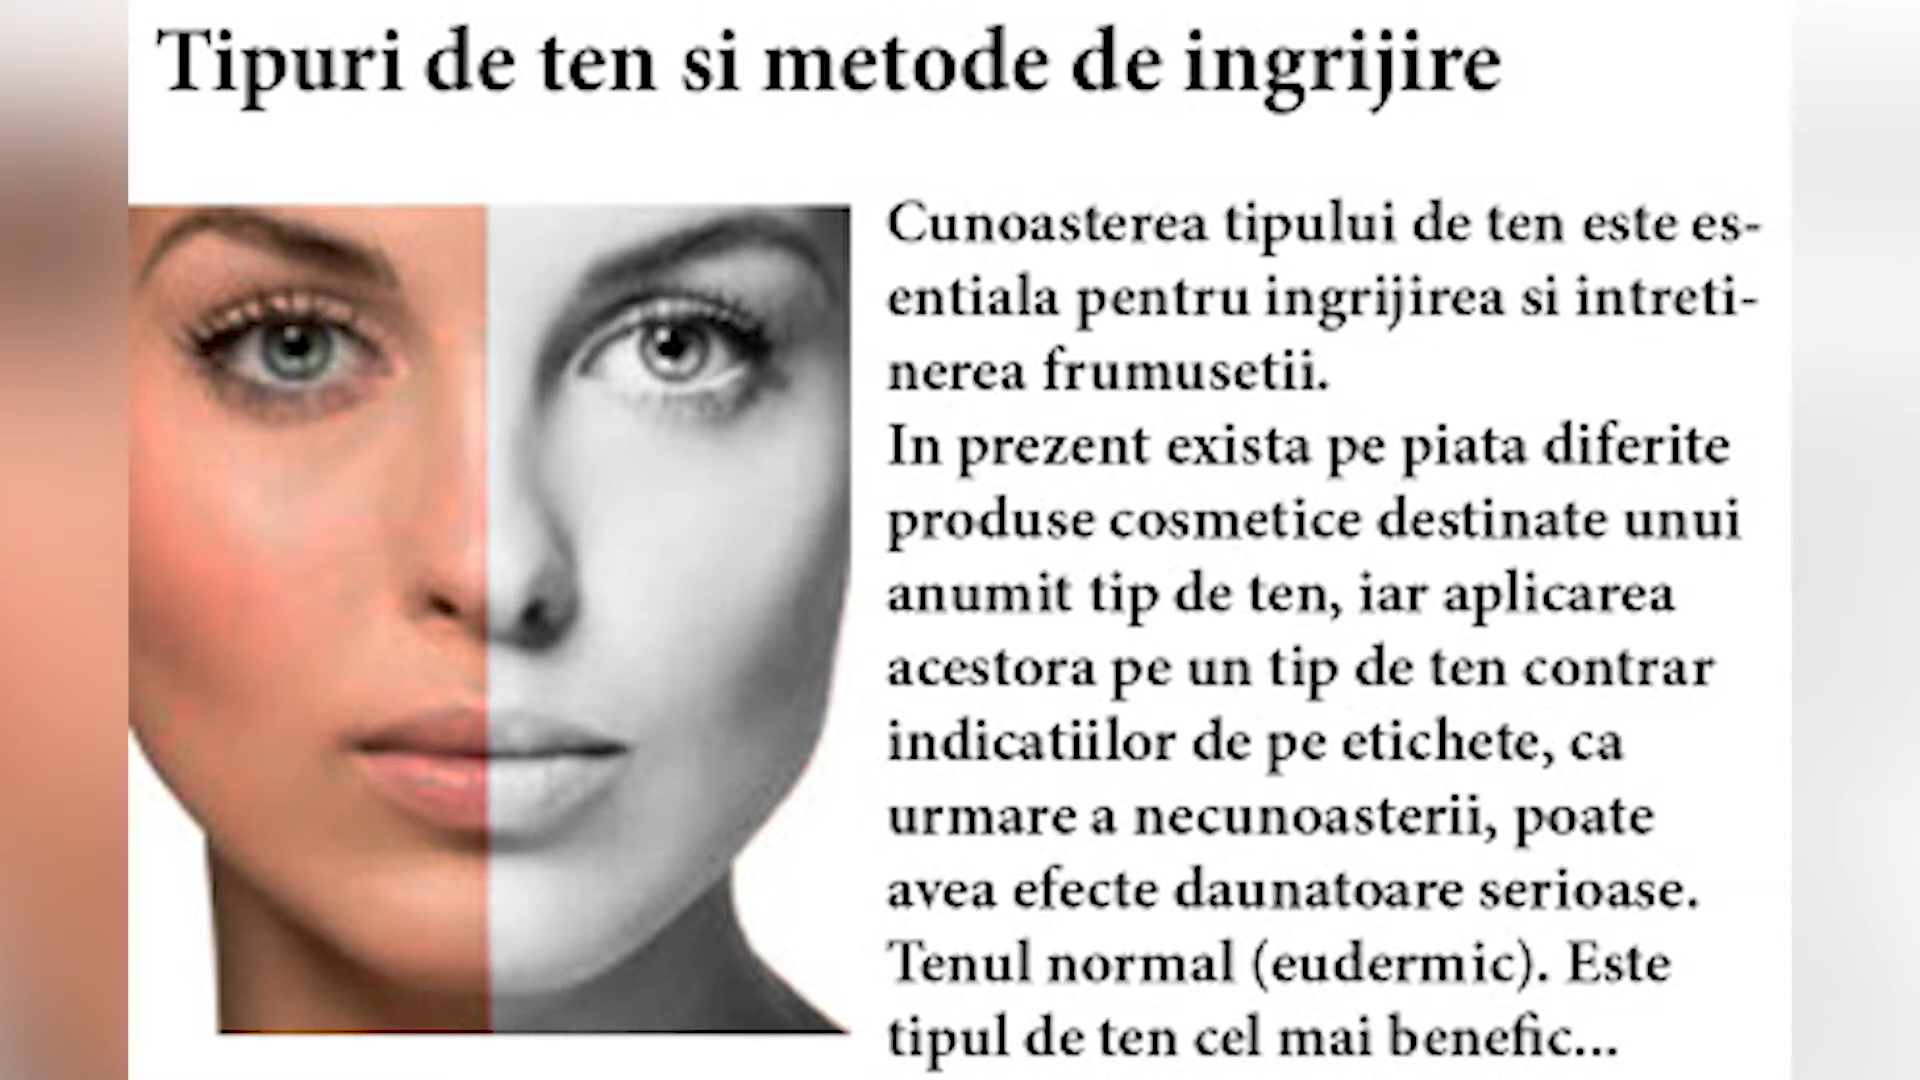 Tipuri de ten si metode de ingrijire
Cunoasterea tipului de ten este es-
entiala pentru ingrijirea si intreti-
nerea frumusetii.
In prezent exista pe piata diferite
produse cosmetice destinate unui
anumit tip de ten, iar aplicarea
acestora pe un tip de ten contrar
indicatiilor de pe etichete, ca
urmare a necunoasterii, poate
avea efecte daunatoare serioase.
Tenul normal (eudermic). Este
tipul de ten cel mai benefic...